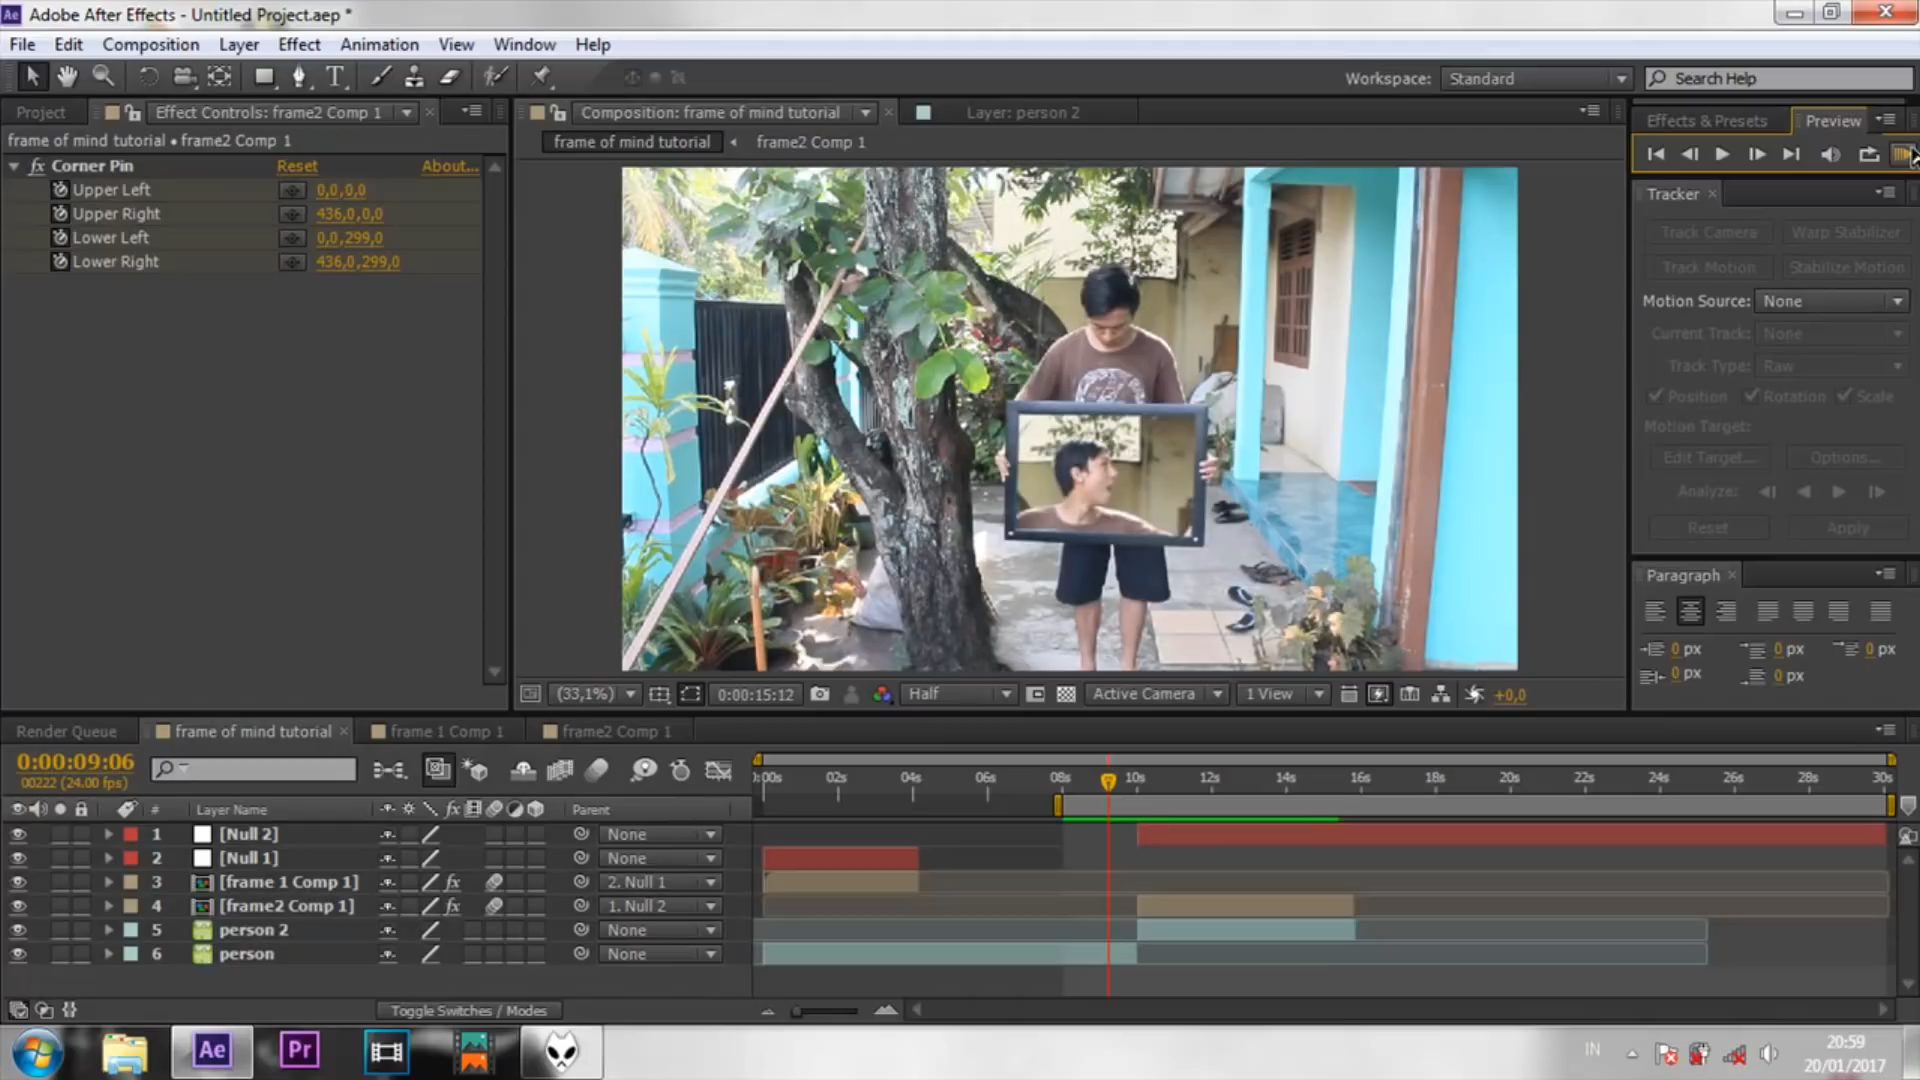 Ae Adobe After Effects - Untitled Project.aep *
File Edit Composition Layer Effect Animation View Window Help
Workspace: Standard Search Help
Project Effect Controls: frame2 Comp 1 Composition: frame of mind tutorial Layer: person 2 Effects & Presets Preview
frame of mind tutorial • frame2 Comp 1
frame of mind tutorial frame2 Comp 1
fx Corner Pin Reset About...
Upper Left 0,0,0,0
Upper Right 436,0,0,0
Lower Left 0,0,299,0
Lower Right 436,0,299,0
Tracker
Track Camera Warp Stabilizer
Track Motion Stabilize Motion
Motion Source: None
Current Track: None
Track Type: Raw
Position Rotation Scale
Motion Target:
Edit Target... Options...
Analyze:
Reset Apply
Paragraph
0 px 0 px 0 px
0 px 0 px
(33,1%) 0:00:15:12 Half Active Camera 1 View +0,0
Render Queue frame of mind tutorial frame 1 Comp 1 frame2 Comp 1
0:00:09:06
00222 (24.00 fps)
):00s 02s 04s 06s 08s 10s 12s 14s 16s 18s 20s 22s 24s 26s 28s 30s
# Layer Name fx Parent
1 [Null 2] None
2 [Null 1] None
3 [frame 1 Comp 1] fx 2. Null 1
4 [frame2 Comp 1] fx 1. Null 2
5 person 2 None
6 person None
Toggle Switches / Modes
Ae Pr IN 20:59
20/01/2017